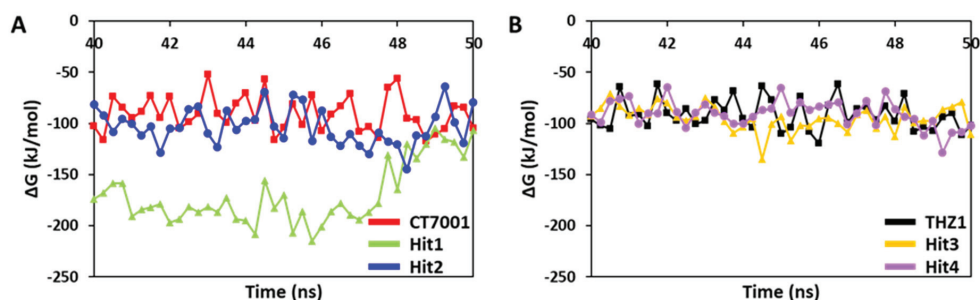 A
ΔG (kJ/mol)
0
-50
-100
-150
-200
-250
40 42 44 46 48 50
CT7001
Hit1
Hit2
Time (ns)
B
ΔG (kJ/mol)
0
-50
-100
-150
-200
-250
40 42 44 46 48 50
THZ1
Hit3
Hit4
Time (ns)